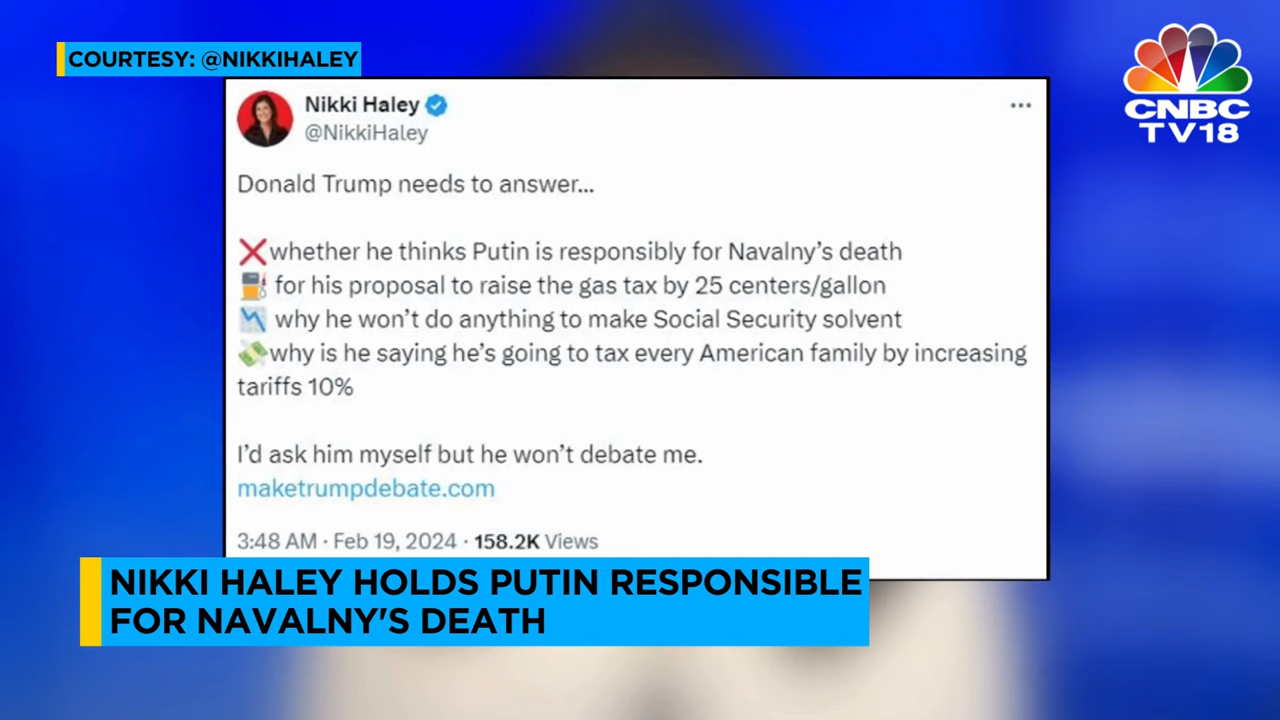 COURTESY: @NIKKIHALEY
CNBC
TV18
Nikki Haley
@NikkiHaley
Donald Trump needs to answer...
❌whether he thinks Putin is responsibly for Navalny’s death
⛽ for his proposal to raise the gas tax by 25 centers/gallon
📉 why he won’t do anything to make Social Security solvent
💸why is he saying he’s going to tax every American family by increasing
tariffs 10%
I’d ask him myself but he won’t debate me.
maketrumpdebate.com
3:48 AM · Feb 19, 2024 · 158.2K Views
NIKKI HALEY HOLDS PUTIN RESPONSIBLE
FOR NAVALNY'S DEATH